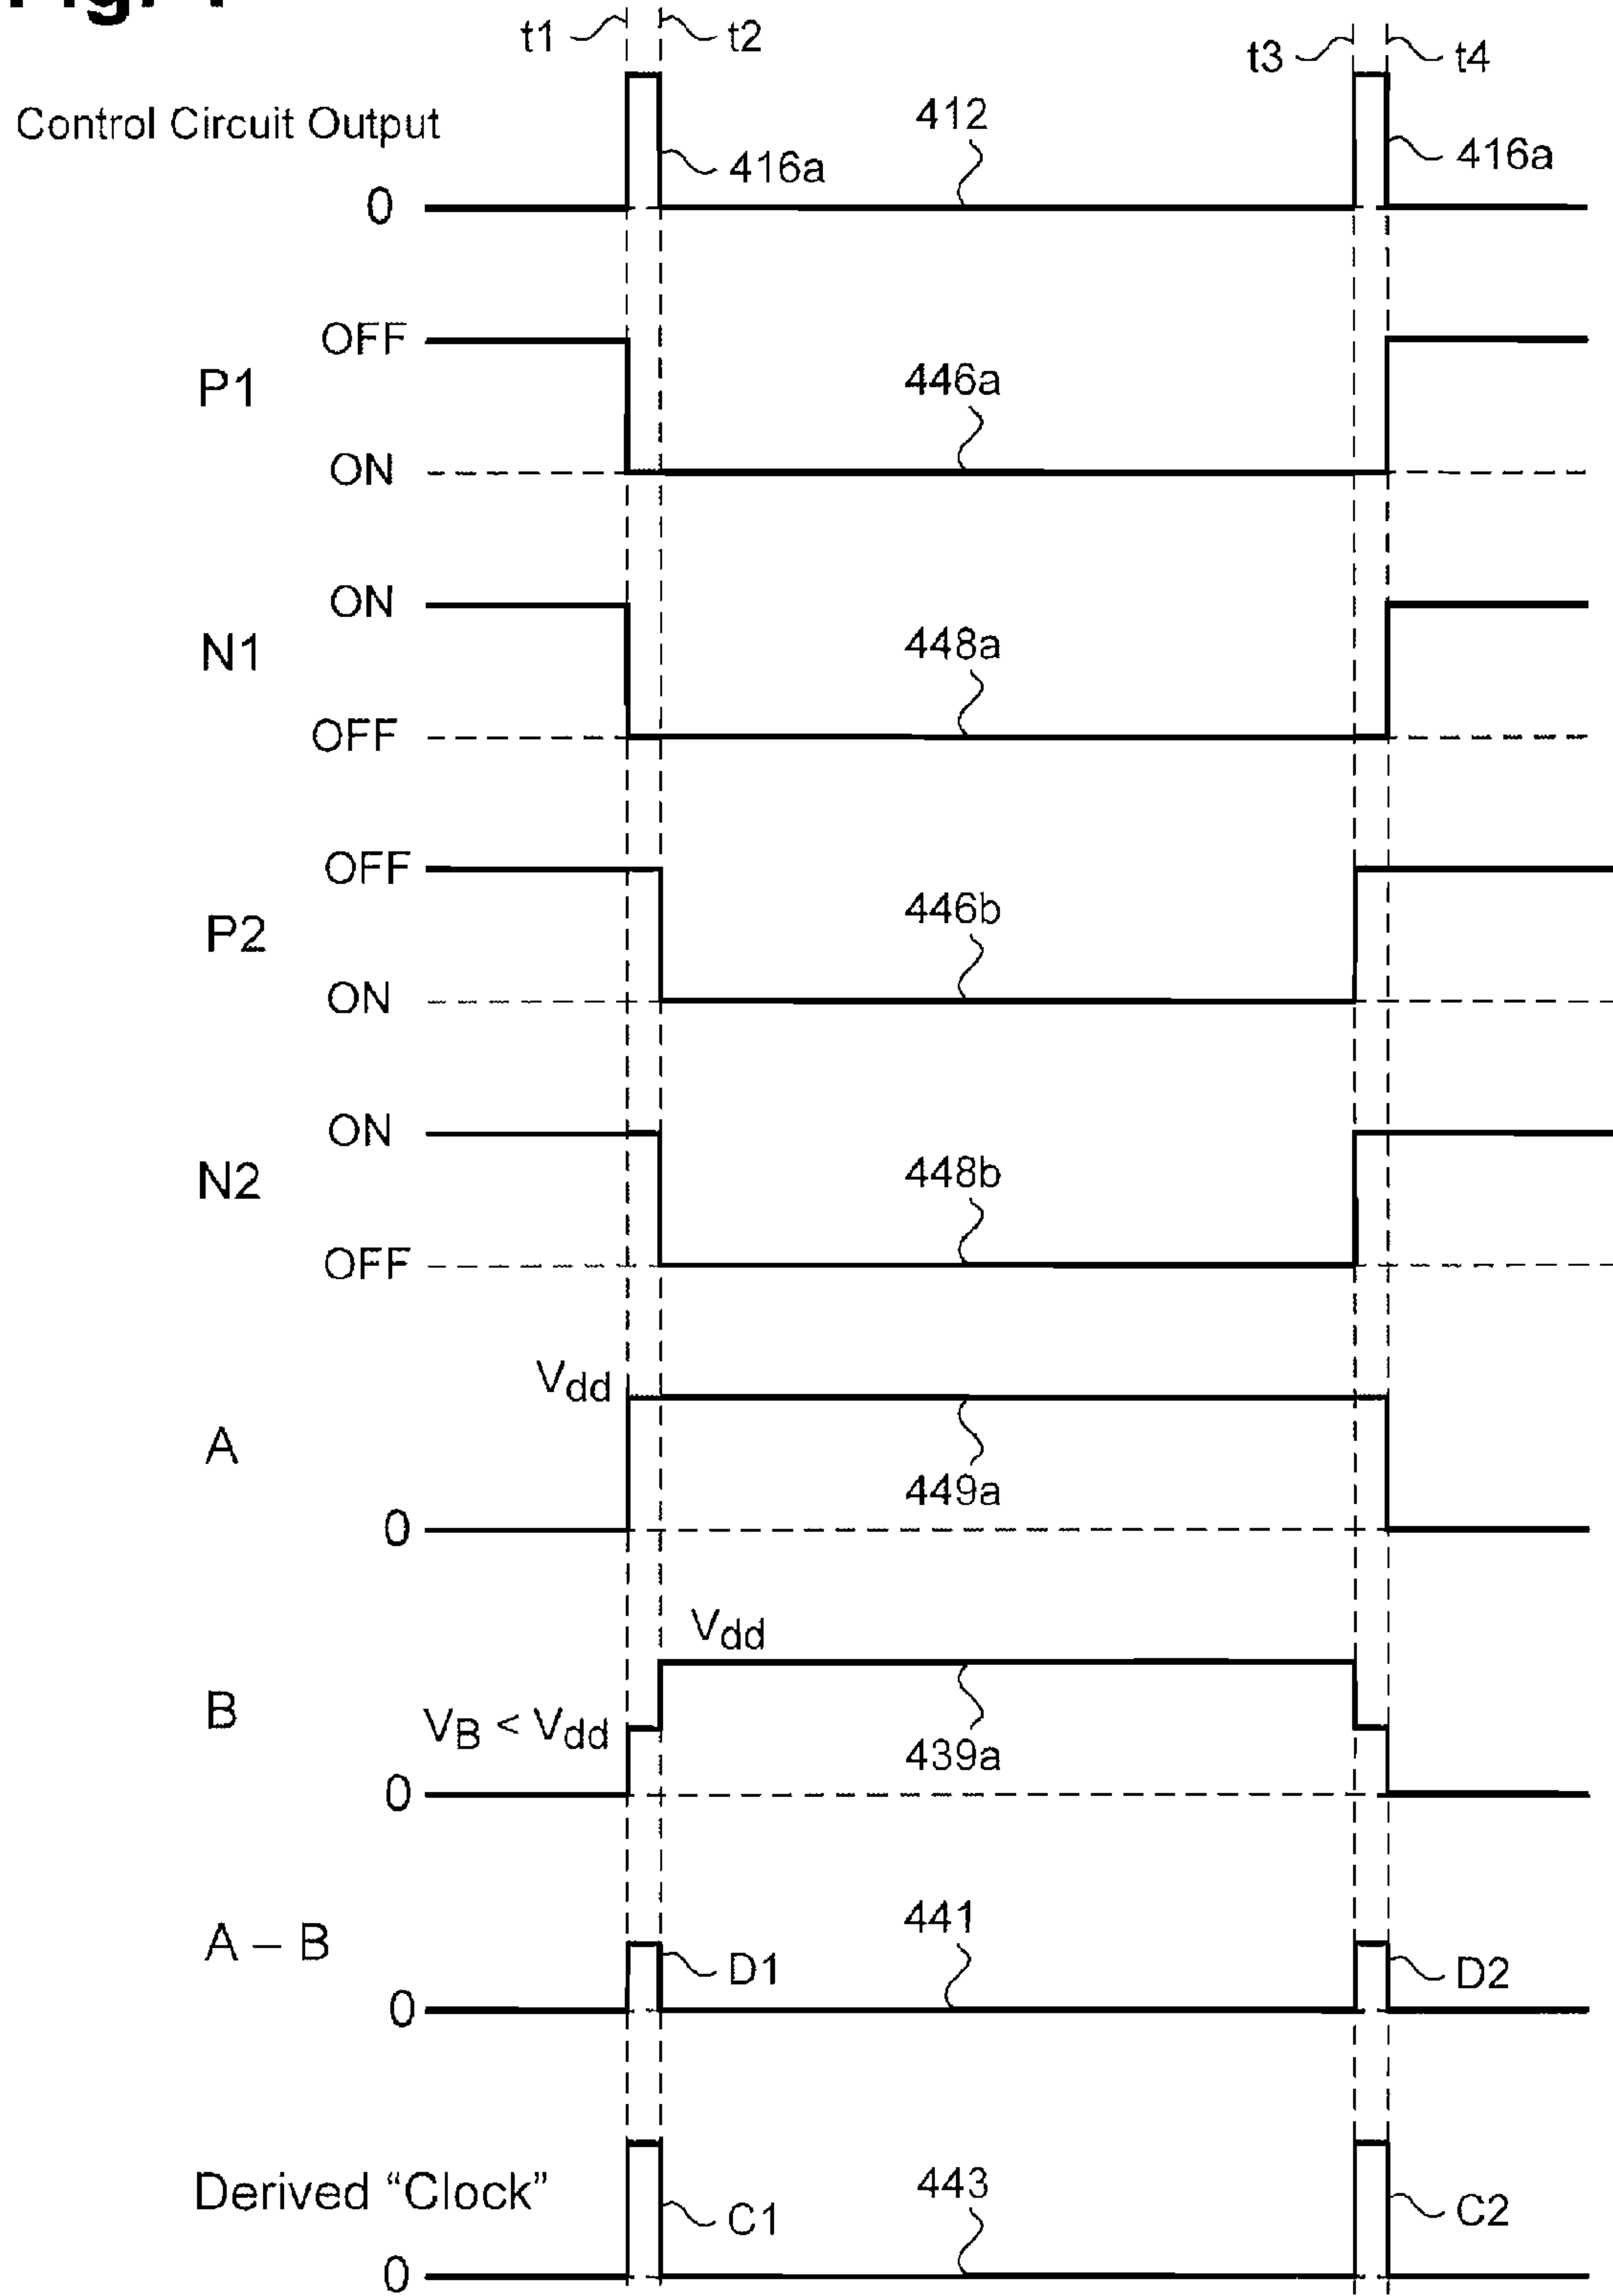 t1 t2 t3 t4
Control Circuit Output
416a 412 416a
0
OFF
P1
446a
ON
ON
N1
448a
OFF
OFF
P2
446b
ON
ON
N2
448b
OFF
Vdd
A
449a
0
Vdd
B
VB < Vdd
439a
0
A – B
441
D1 D2
0
Derived “Clock”
443
C1 C2
0